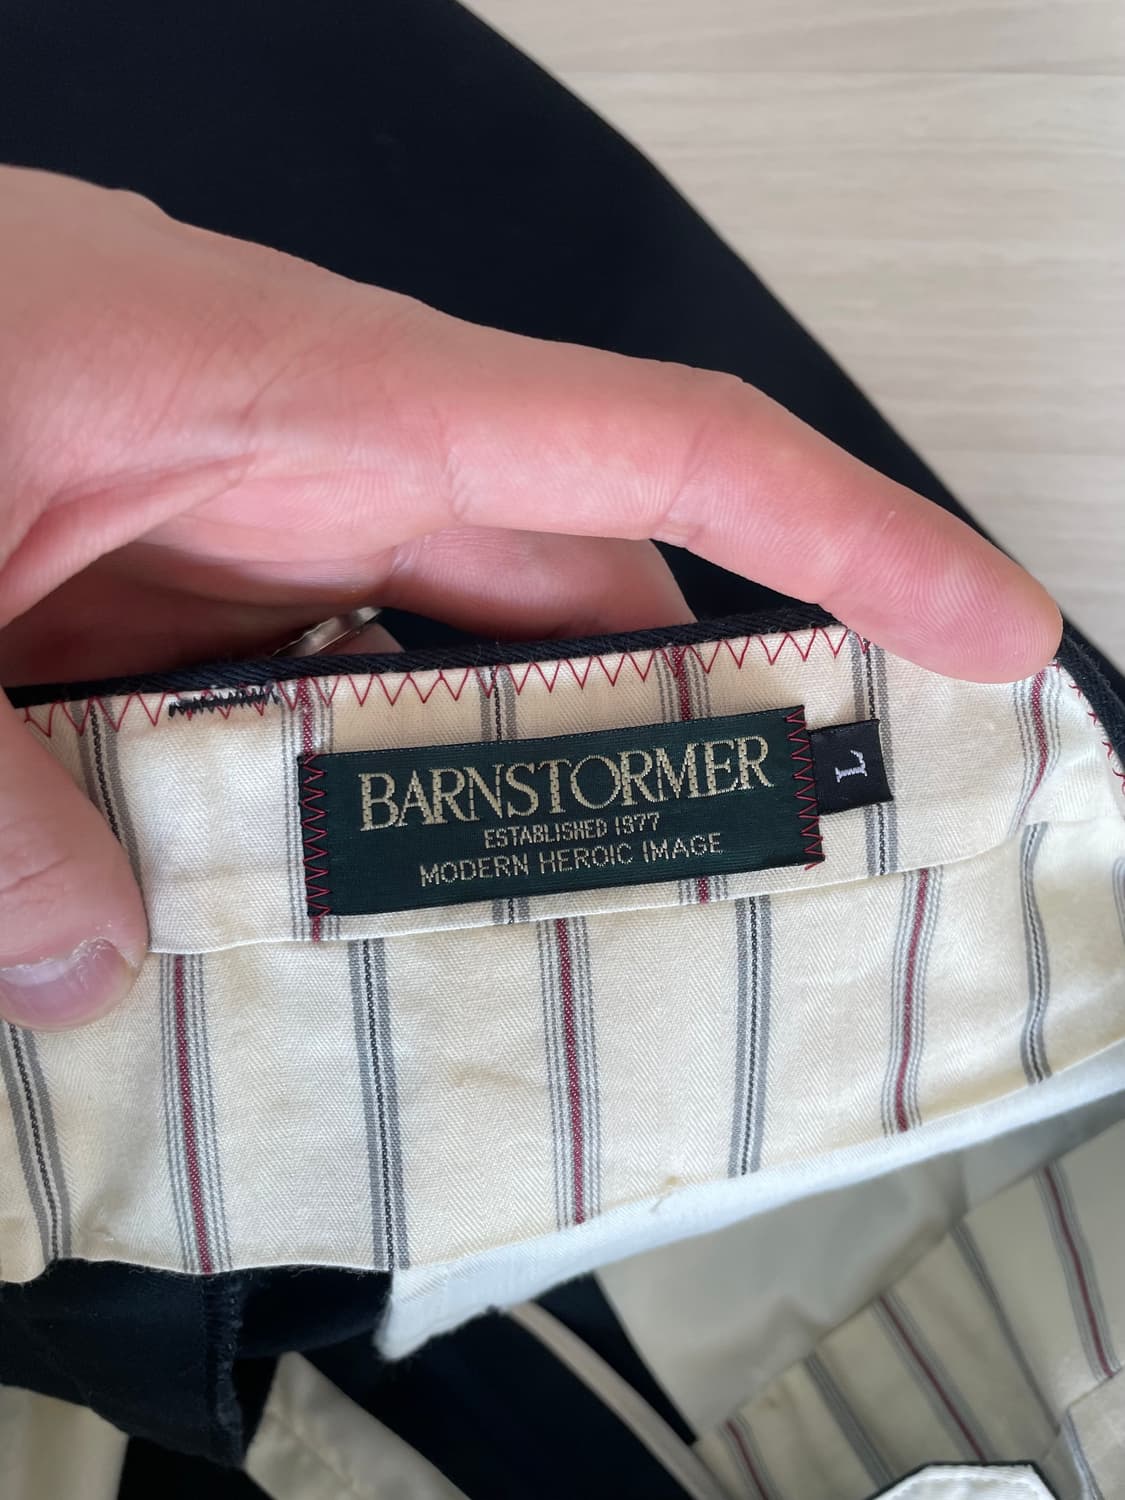 BARNSTORMER
ESTABLISHED 1977
MODERN HEROIC IMAGE
L